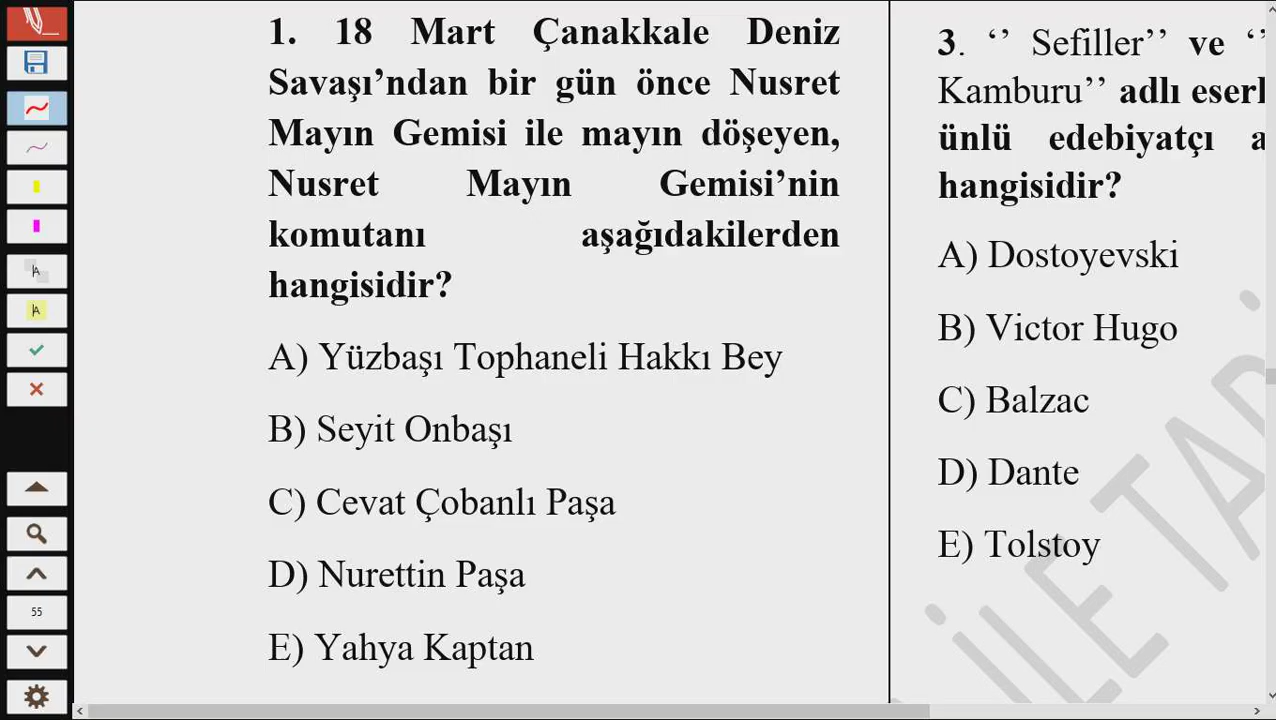 1. 18 Mart Çanakkale Deniz
Savaşı’ndan bir gün önce Nusret
Mayın Gemisi ile mayın döşeyen,
Nusret Mayın Gemisi’nin
komutanı aşağıdakilerden
hangisidir?
A) Yüzbaşı Tophaneli Hakkı Bey
B) Seyit Onbaşı
C) Cevat Çobanlı Paşa
D) Nurettin Paşa
E) Yahya Kaptan
3. ‘’ Sefiller’’ ve ‘’
Kamburu’’ adlı
ünlü edebiyatçı
hangisidir?
A) Dostoyevski
B) Victor Hugo
C) Balzac
D) Dante
E) Tolstoy
İLE
55